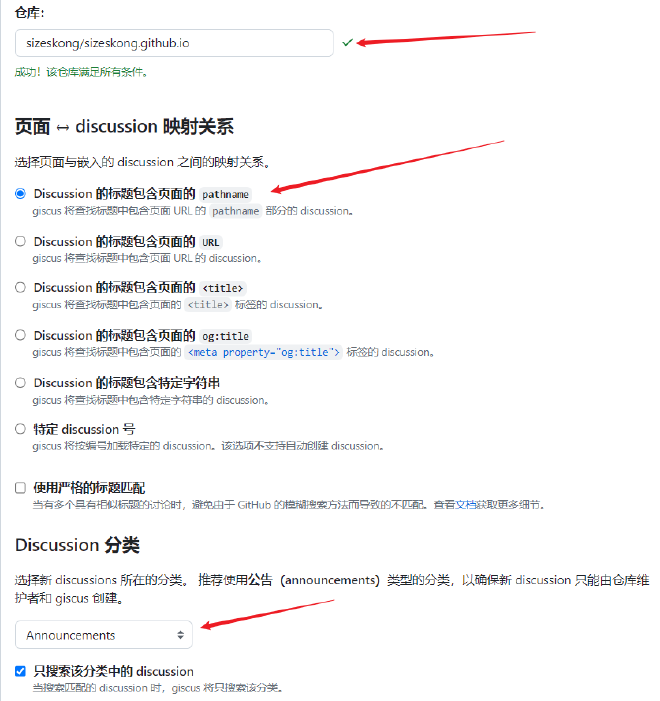 仓库:
sizeskong/sizeskong.github.io
成功！该仓库满足所有条件。
页面 ↔ discussion 映射关系
选择页面与嵌入的 discussion 之间的映射关系。
Discussion 的标题包含页面的 pathname
giscus 将查找标题中包含页面 URL 的 pathname 部分的 discussion。
Discussion 的标题包含页面的 URL
giscus 将查找标题中包含页面 URL 的 discussion。
Discussion 的标题包含页面的 <title>
giscus 将查找标题中包含页面的 <title> 标签的 discussion。
Discussion 的标题包含页面的 og:title
giscus 将查找标题中包含页面的 <meta property="og:title"> 标签的 discussion。
Discussion 的标题包含特定字符串
giscus 将查找标题中包含特定字符串的 discussion。
特定 discussion 号
giscus 将按编号加载特定的 discussion。该选项不支持自动创建 discussion。
使用严格的标题匹配
当有多个具有相似标题的讨论时，避免由于 GitHub 的模糊搜索方法而导致的不匹配。查看文档获取更多细节。
Discussion 分类
选择新 discussions 所在的分类。 推荐使用公告（announcements）类型的分类，以确保新 discussion 只能由仓库维
护者和 giscus 创建。
Announcements
只搜索该分类中的 discussion
当搜索匹配的 discussion 时，giscus 将只搜索该分类。